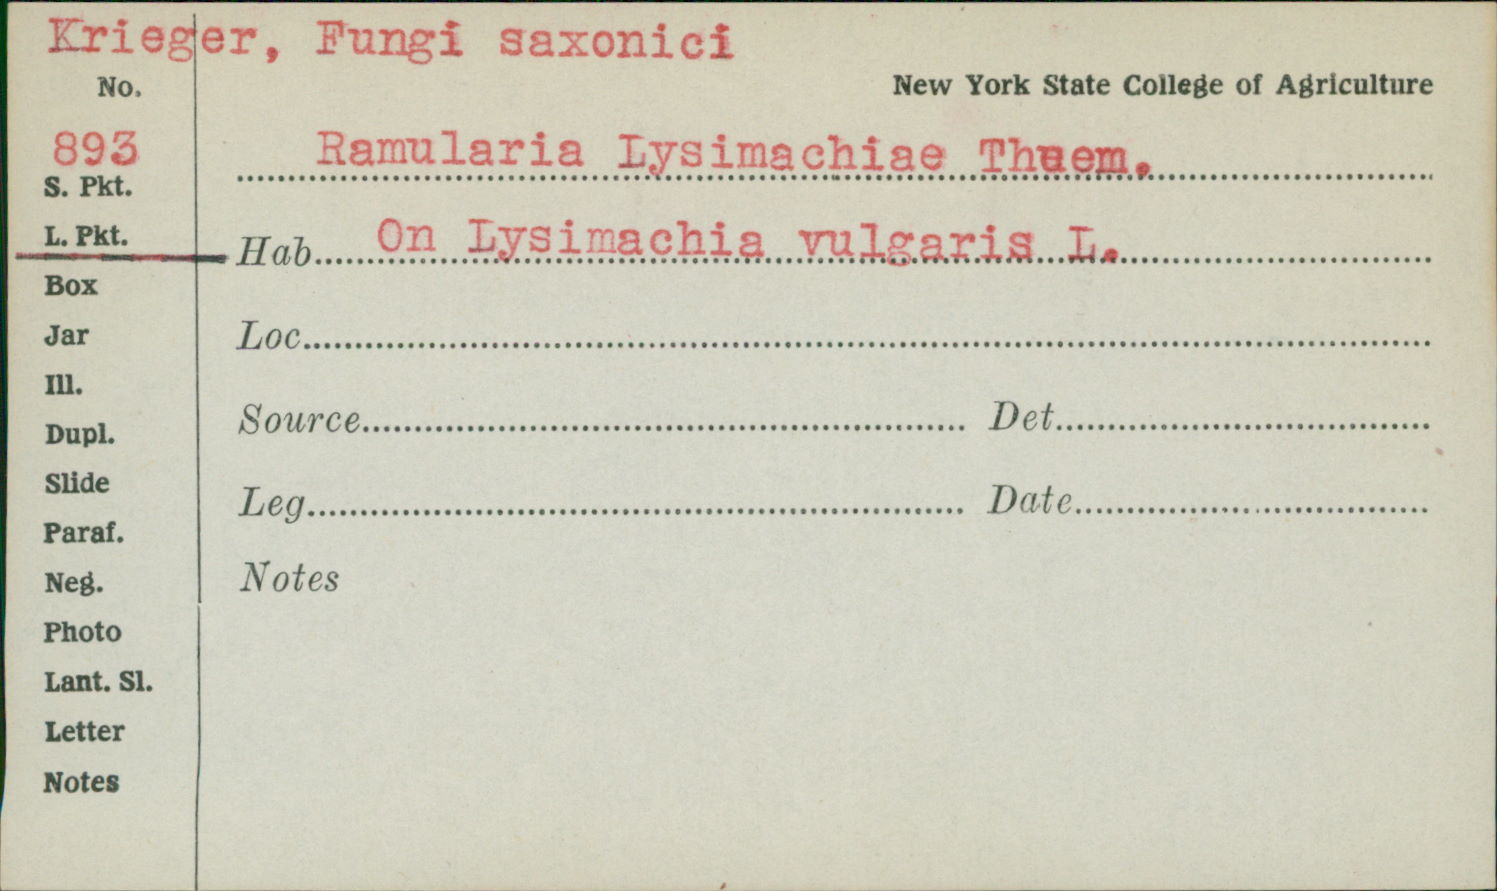 Krieger, Fungi saxonici
No.
New York State College of Agriculture
893
Ramularia Lysimachiae Thuem.
S. Pkt.
L. Pkt.
Hab. On Lysimachia vulgaris L.
Box
Jar
Loc.
Ill.
Source Det.
Dupl.
Slide
Leg. Date
Paraf.
Neg.
Notes
Photo
Lant. Sl.
Letter
Notes